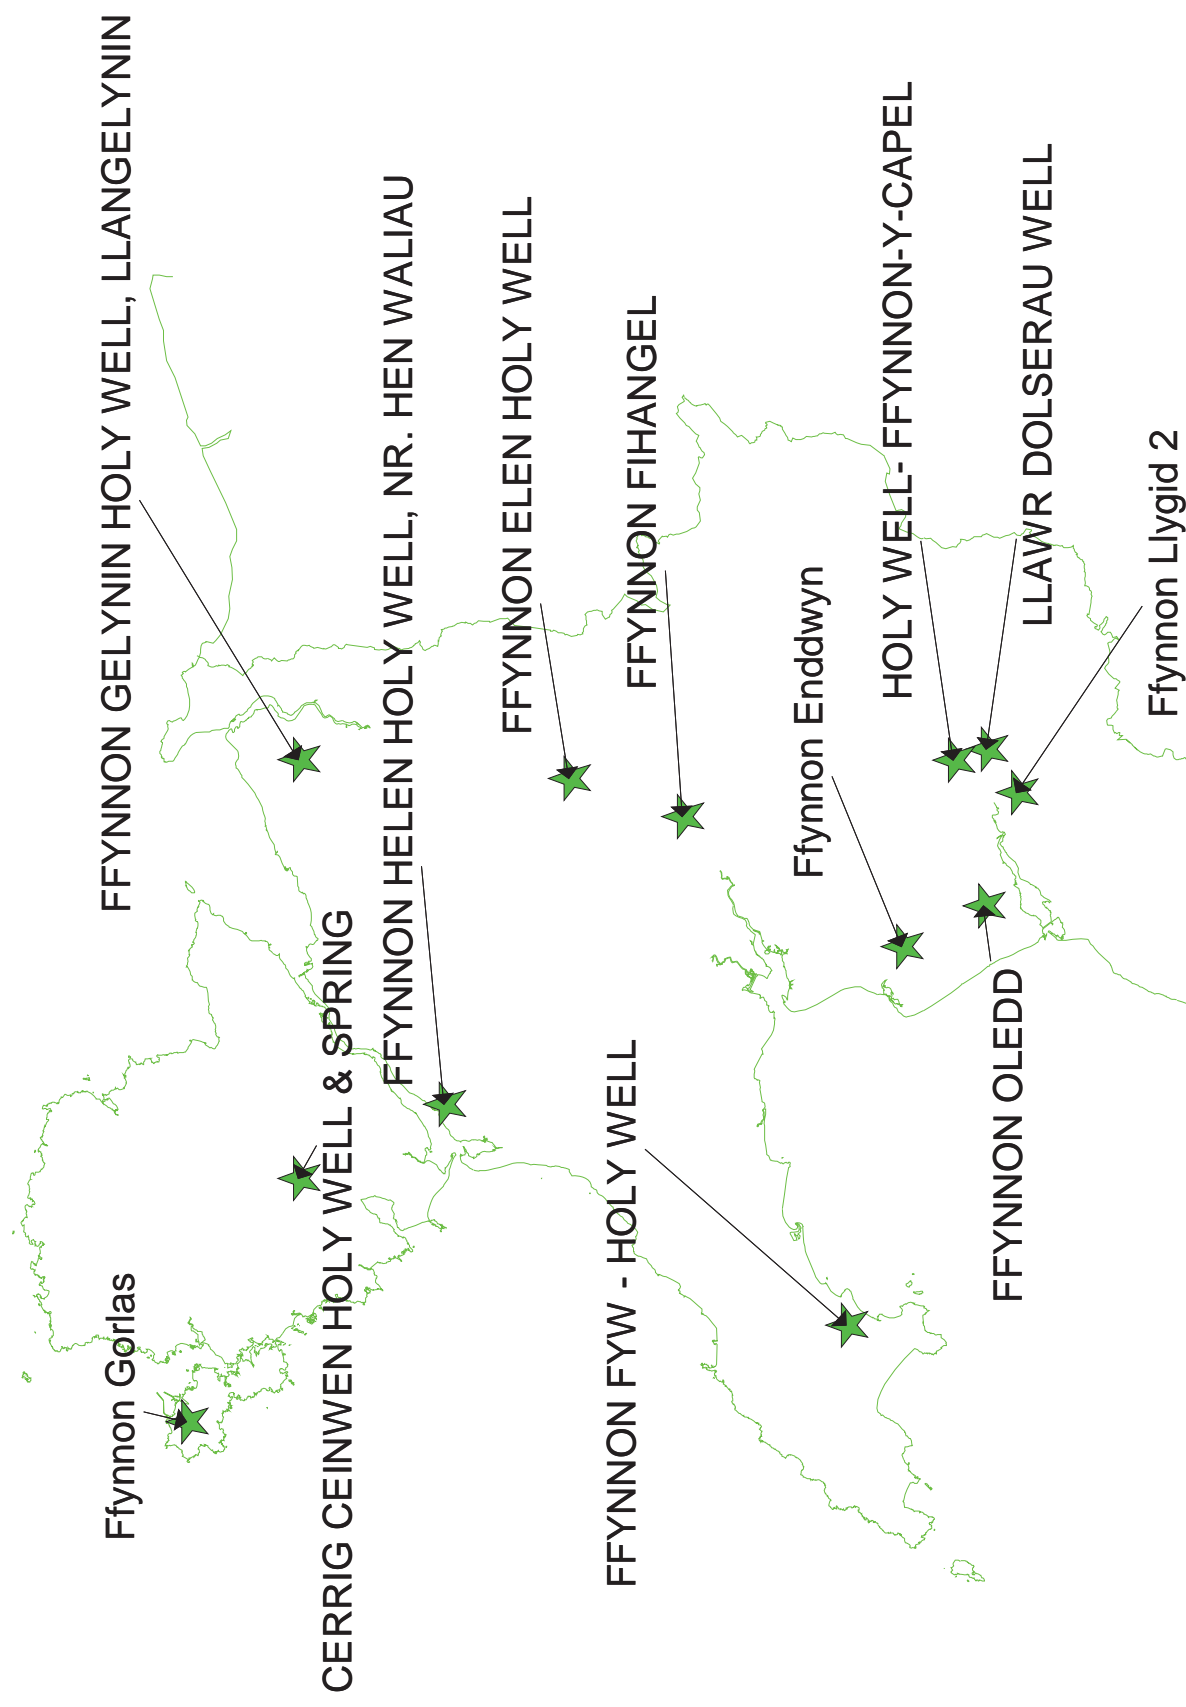 FFYNNON GELYNIN HOLY WELL, LLANGELYNIN
Ffynnon Gorlas
CERRIG CEINWEN HOLY WELL & SPRING
FFYNNON HELEN HOLY WELL, NR. HEN WALIAU
FFYNNON ELEN HOLY WELL
FFYNNON FYW - HOLY WELL
FFYNNON FIHANGEL
Ffynnon Enddwyn
HOLY WELL- FFYNNON-Y-CAPEL
FFYNNON OLEDD
LLAWR DOLSERAU WELL
Ffynnon Llygid 2